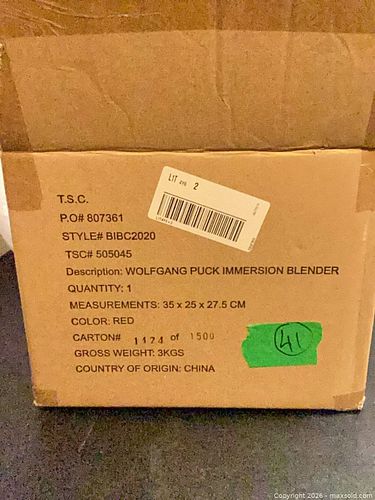 LIT 2
T.S.C.
P.O# 807361
STYLE# BIBC2020
TSC# 505045
Description: WOLFGANG PUCK IMMERSION BLENDER
QUANTITY: 1
MEASUREMENTS: 35 x 25 x 27.5 CM
COLOR: RED
CARTON# 1174 of 1500
GROSS WEIGHT: 3KGS
COUNTRY OF ORIGIN: CHINA
41
Copyright 2026 - maxsold.com